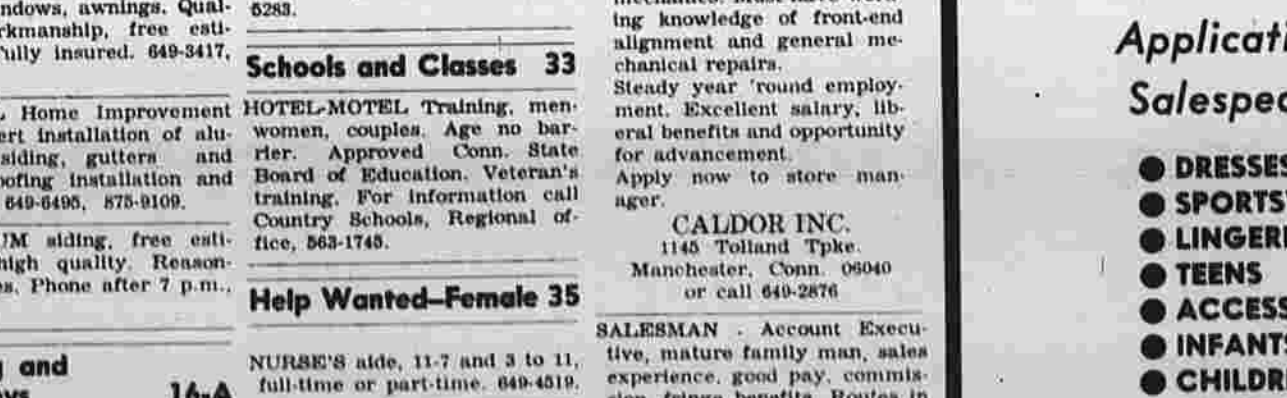 ndows, awnings. Qual-
rkmanship, free esti-
fully insured. 649-3417,
Home Improvement
ert installation of alu-
siding, gutters and
oofing installation and
649-6495, 875-9109.
UM siding, free esti-
high quality. Reason-
es. Phone after 7 p.m.,
and
16-A
5283.
Schools and Classes 33
HOTEL-MOTEL Training, men-
women, couples. Age no bar-
rier. Approved Conn. State
Board of Education. Veteran's
training. For information call
Country Schools, Regional of-
fice, 563-1745.
Help Wanted—Female 35
NURSE'S aide, 11-7 and 3 to 11,
full-time or part-time. 649-4519.
ing knowledge of front-end
alignment and general me-
chanical repairs.
Steady year 'round employ-
ment. Excellent salary, lib-
eral benefits and opportunity
for advancement.
Apply now to store man-
ager.
CALDOR INC.
1145 Tolland Tpke.
Manchester, Conn. 06040
or call 649-2876
SALESMAN - Account Execu-
tive, mature family man, sales
experience, good pay, commis-
sion, fringe benefits. Routes in
Applicati
Salespe
● DRESSES
● SPORTS
● LINGERI
● TEENS
● ACCESS
● INFANTS
● CHILDR